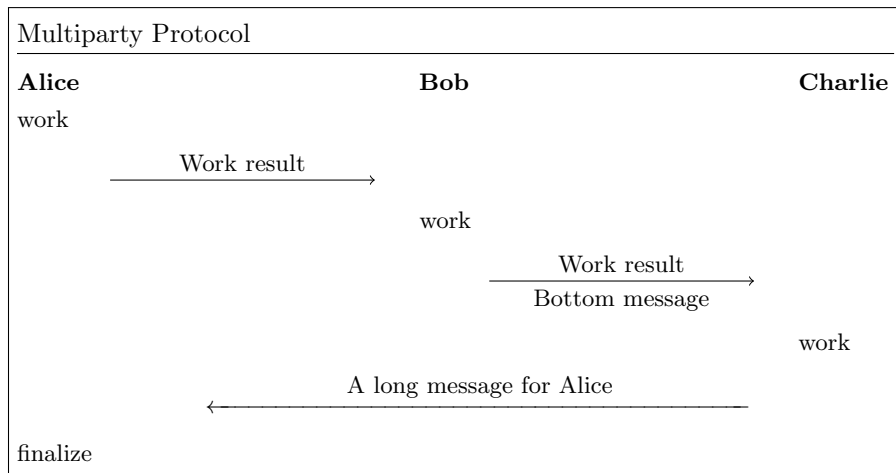 Multiparty Protocol
Alice Bob Charlie
work
Work result
work
Work result
Bottom message
work
A long message for Alice
finalize